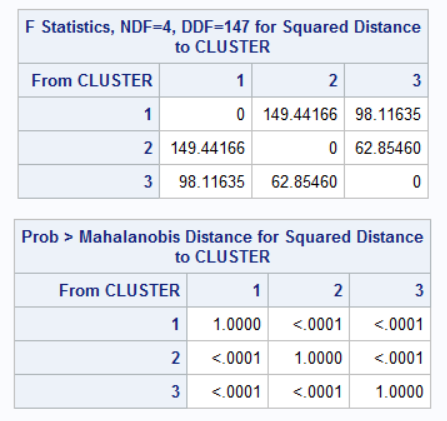 F Statistics, NDF=4, DDF=147 for Squared Distance
to CLUSTER
From CLUSTER 1 2 3
1 0 149.44166 98.11635
2 149.44166 0 62.85460
3 98.11635 62.85460 0
Prob > Mahalanobis Distance for Squared Distance
to CLUSTER
From CLUSTER 1 2 3
1 1.0000 <.0001 <.0001
2 <.0001 1.0000 <.0001
3 <.0001 <.0001 1.0000